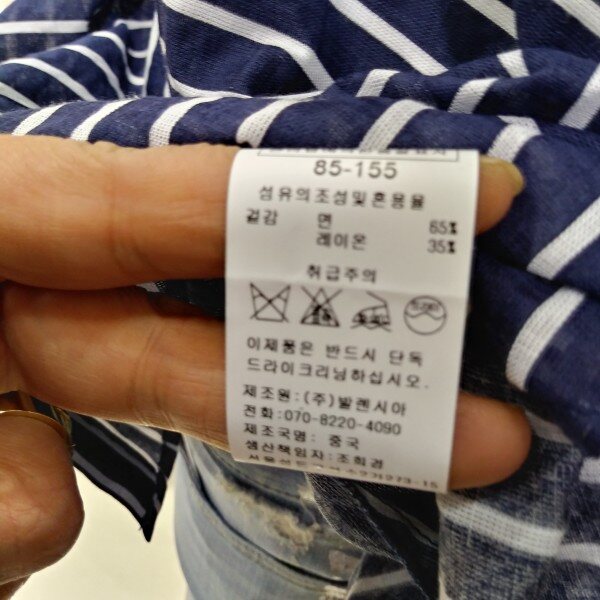 85-155
섬유의조성및혼용율
겉감 면 65%
레이온 35%
취급주의
이제품은 반드시 단독
드라이크리닝하십시오.
제조원: (주)발렌시아
전화:070-8220-4090
제조국명: 중국
생산책임자: 조희경